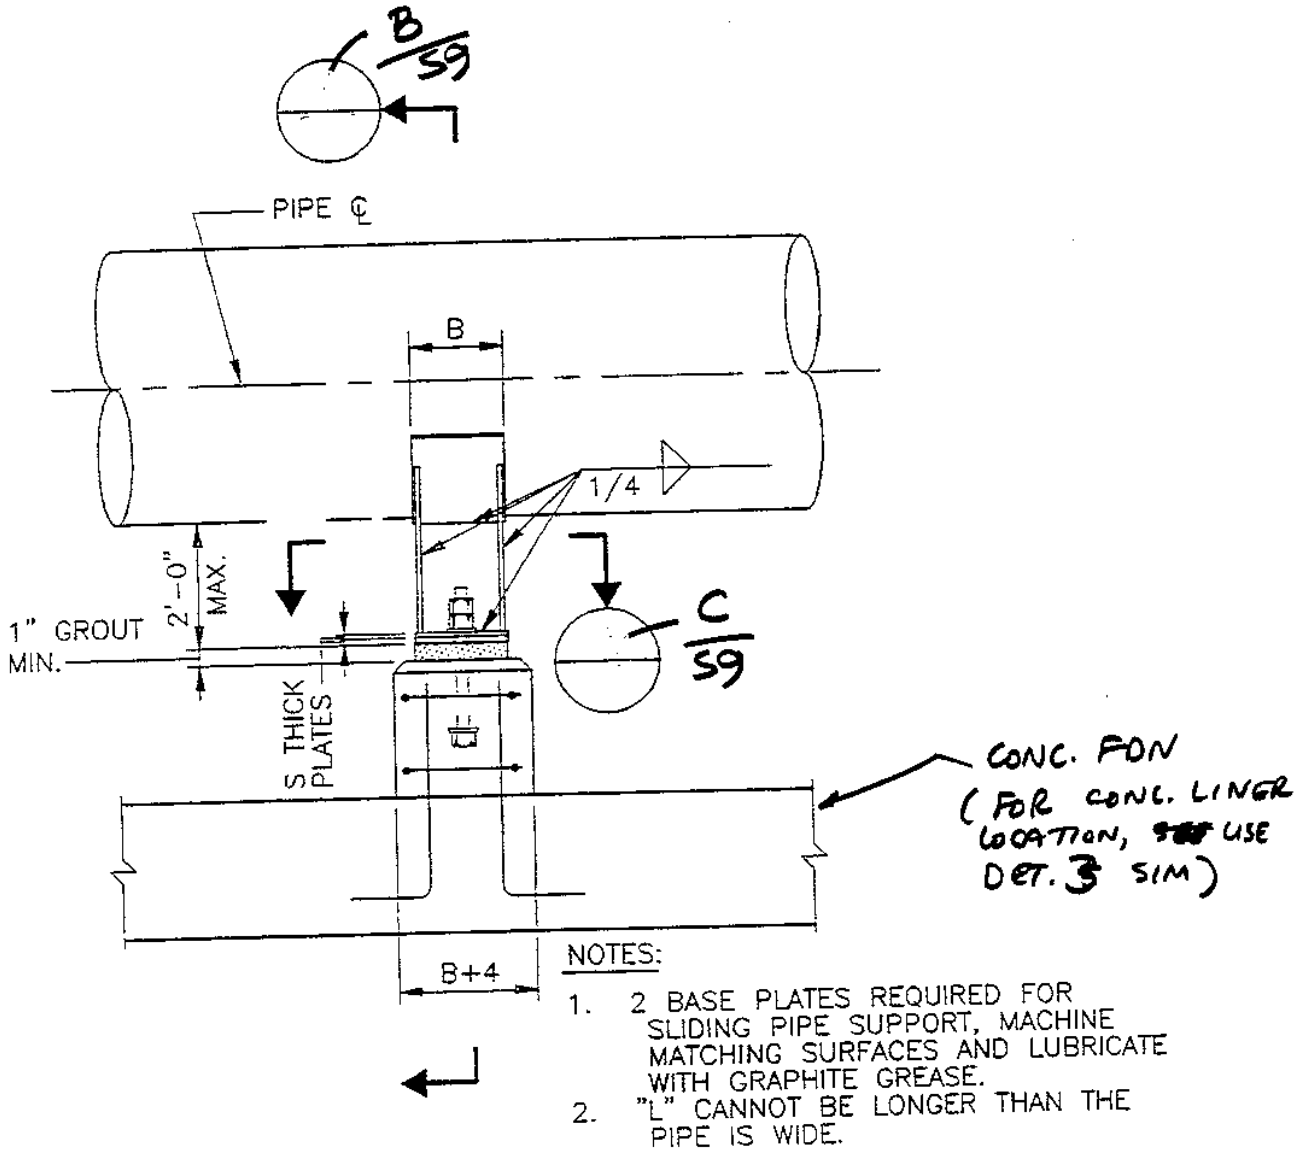 B
S9
PIPE ℄
B
1/4
2'-0"
MAX.
1" GROUT
MIN.
S THICK
PLATES
C
S9
CONC. FDN
(FOR CONC. LINER
LOCATION, USE
DET. 3 SIM)
B+4
NOTES:
1. 2 BASE PLATES REQUIRED FOR
SLIDING PIPE SUPPORT, MACHINE
MATCHING SURFACES AND LUBRICATE
WITH GRAPHITE GREASE.
2. "L" CANNOT BE LONGER THAN THE
PIPE IS WIDE.